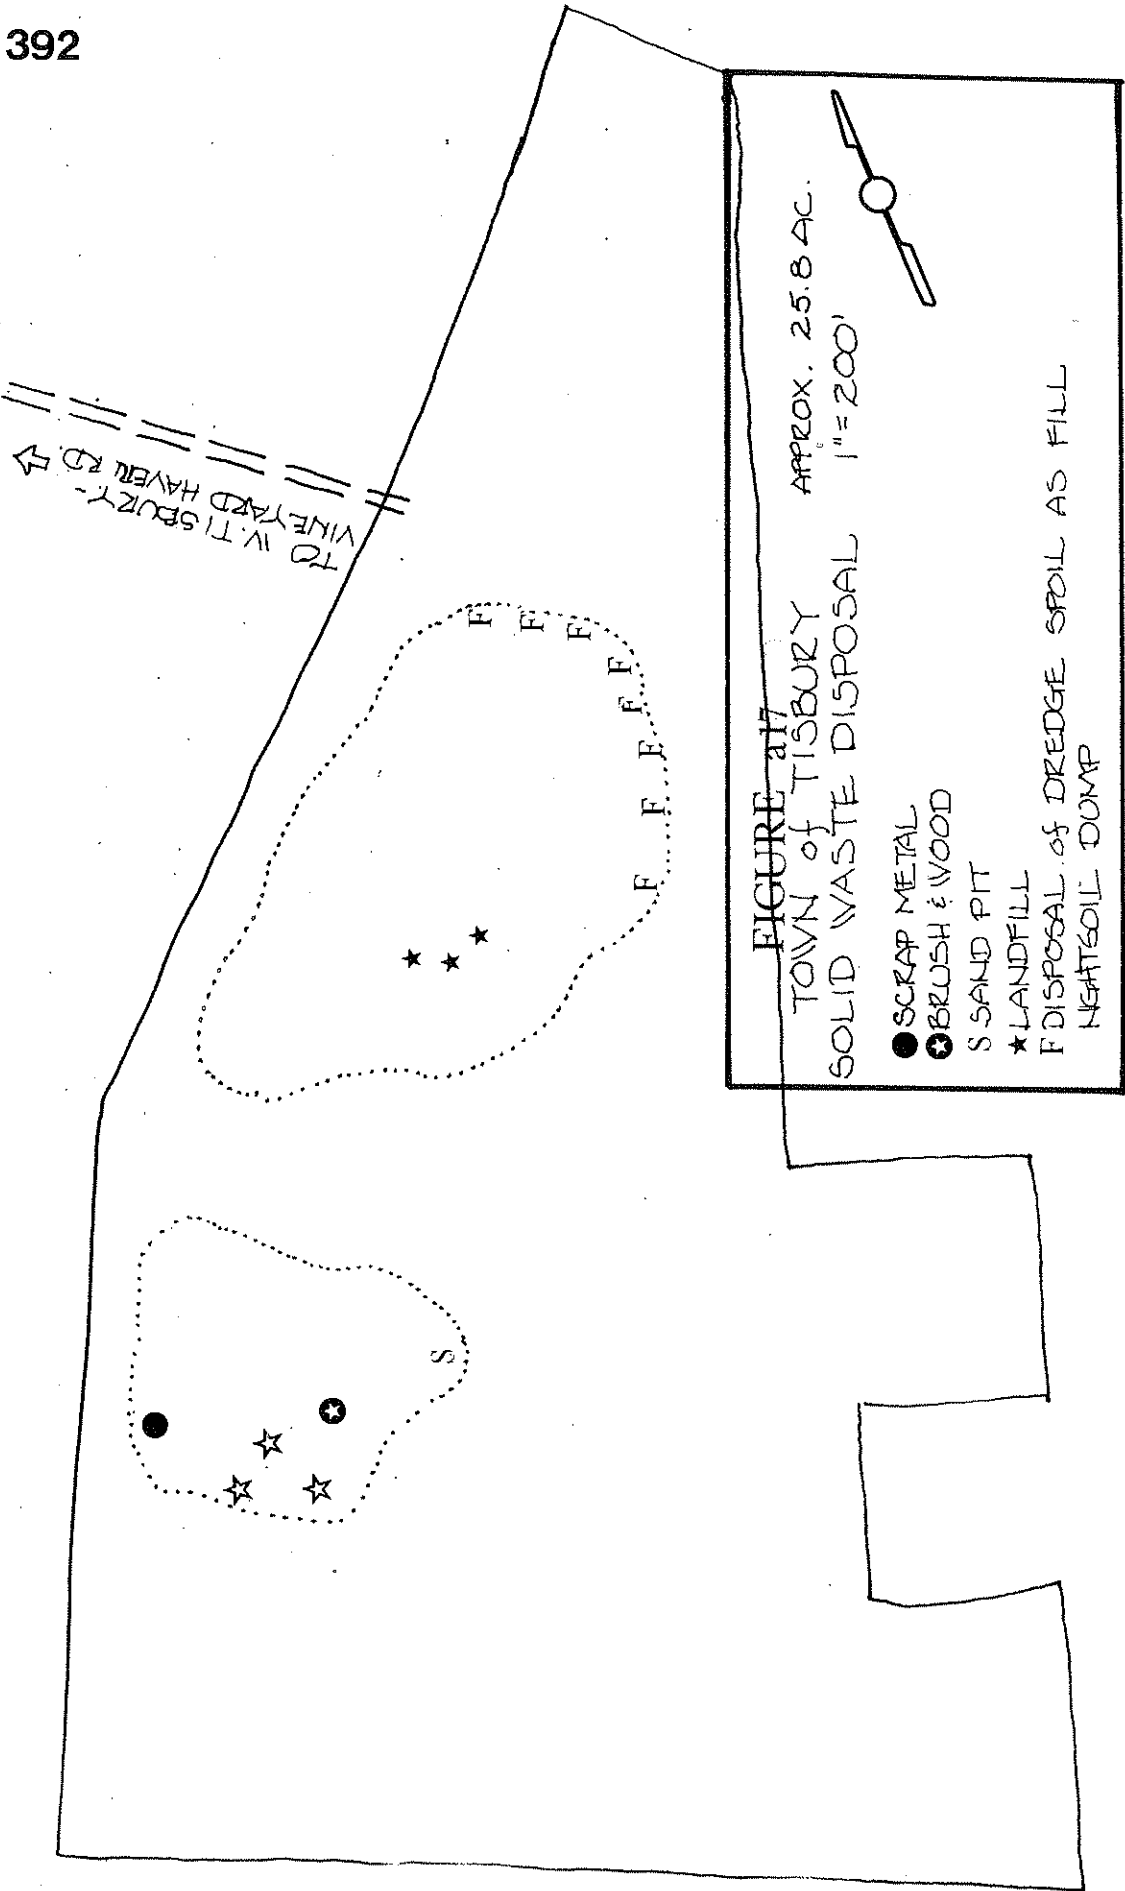 392
TO W. TISBURY-
VINEYARD HAVEN RD.
F
F
F
F
F
F
F
F
S
FIGURE a17
TOWN of TISBURY APPROX. 25.8 AC.
SOLID WASTE DISPOSAL 1"=200'
SCRAP METAL
BRUSH & WOOD
S SAND PIT
★LANDFILL
F DISPOSAL of DREDGE SPOIL AS FILL
NGHTSOIL DUMP